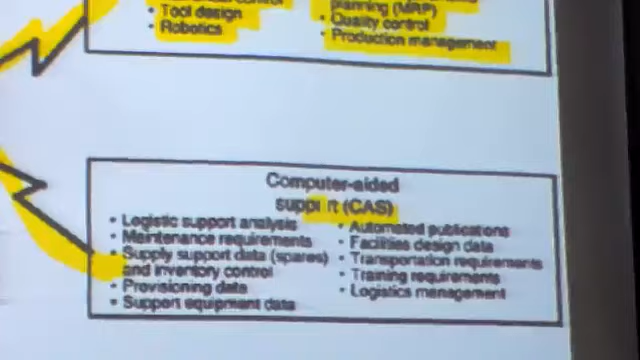 • Tool design
• Robotics
planning (MRP)
• Quality control
• Production management
Computer-aided
support (CAS)
• Logistic support analysis
• Maintenance requirements
• Supply support data (spares)
and inventory control
• Provisioning data
• Support equipment data
• Automated publications
• Facilities design data
• Transportation requirements
• Training requirements
• Logistics management